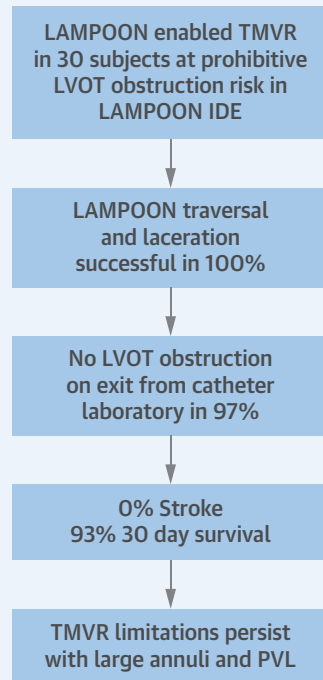 LAMPOON enabled TMVR
in 30 subjects at prohibitive
LVOT obstruction risk in
LAMPOON IDE
LAMPOON traversal
and laceration
successful in 100%
No LVOT obstruction
on exit from catheter
laboratory in 97%
0% Stroke
93% 30 day survival
TMVR limitations persist
with large annuli and PVL